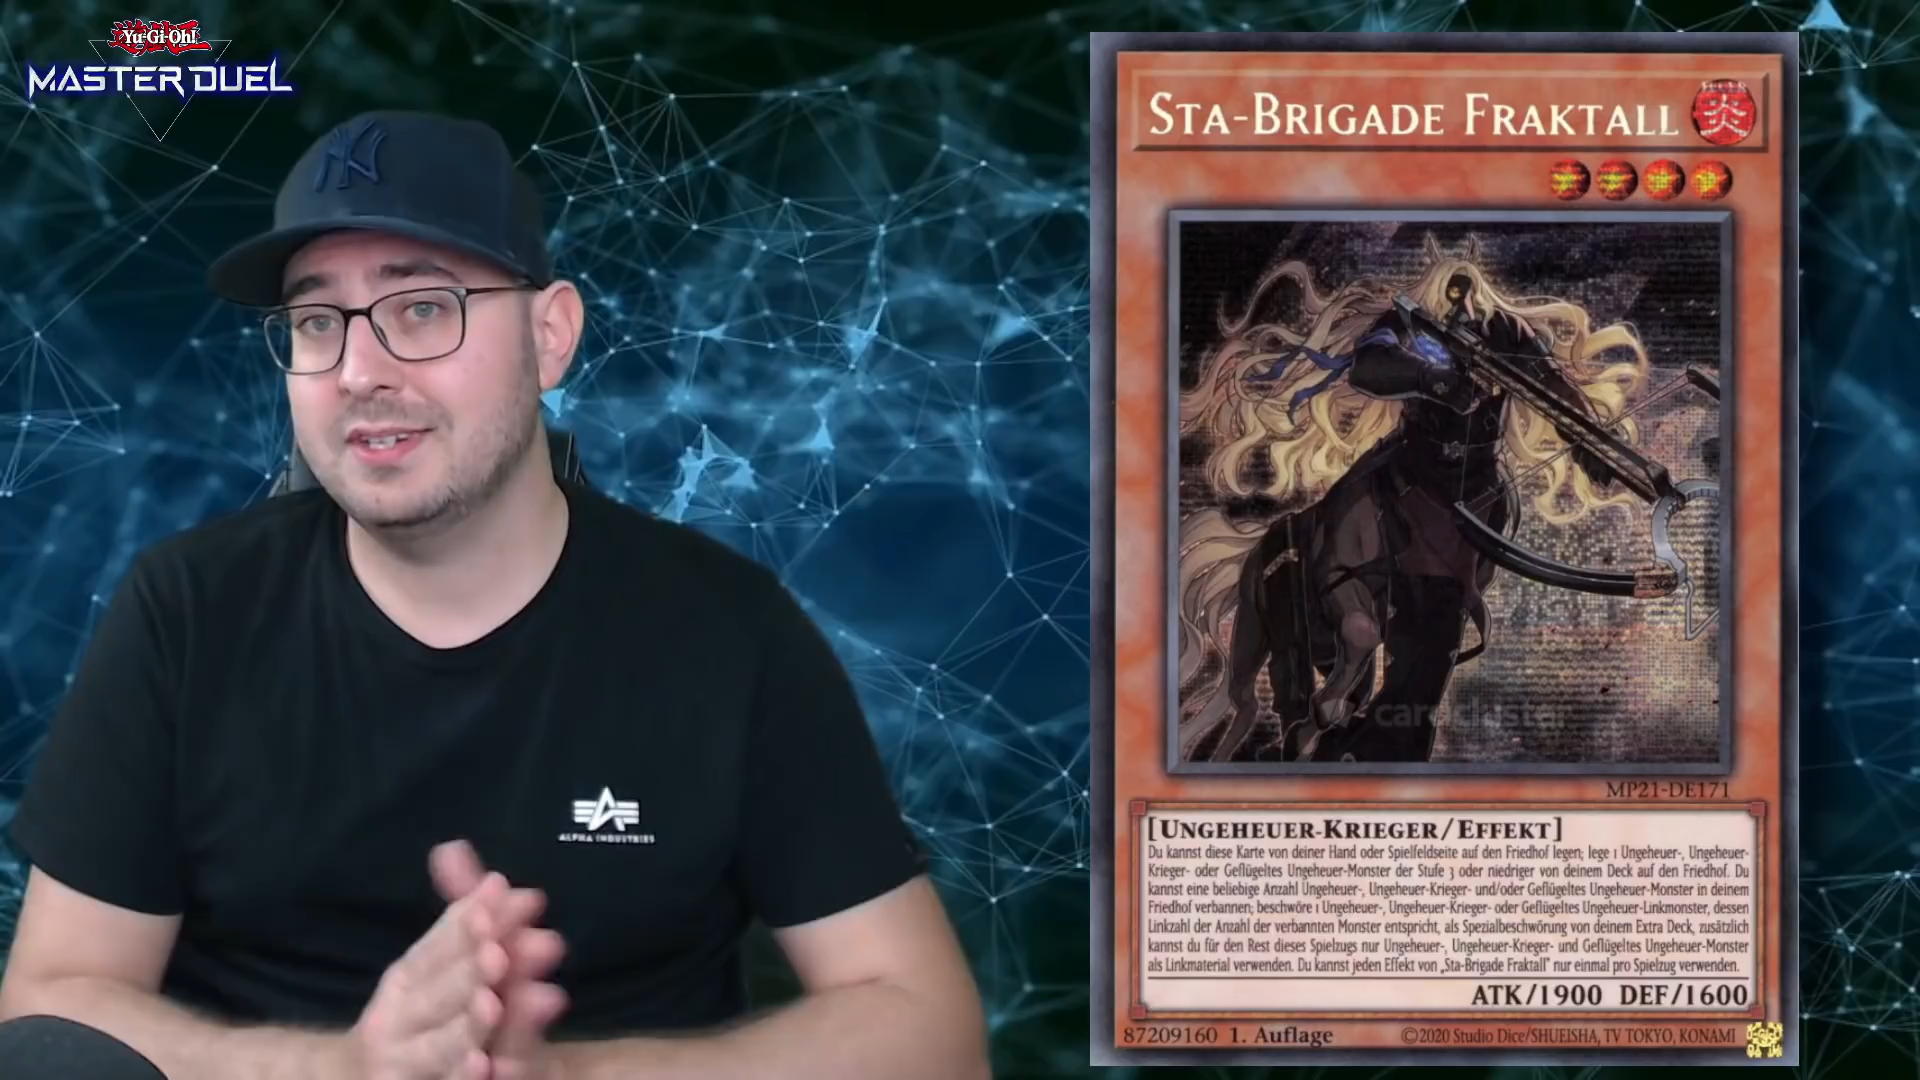 Yu-Gi-Oh!
MASTER DUEL
NY
ALPHA INDUSTRIES
STA-BRIGADE FRAKTALL
FEUER
炎
cardcluster
MP21-DE171
[UNGEHEUER-KRIEGER/EFFEKT]
Du kannst diese Karte von deiner Hand oder Spielfeldseite auf den Friedhof legen; lege 1 Ungeheuer-, Ungeheuer-
Krieger- oder Geflügeltes Ungeheuer-Monster der Stufe 3 oder niedriger von deinem Deck auf den Friedhof. Du
kannst eine beliebige Anzahl Ungeheuer-, Ungeheuer-Krieger- und/oder Geflügeltes Ungeheuer-Monster in deinem
Friedhof verbannen; beschwöre 1 Ungeheuer-, Ungeheuer-Krieger- oder Geflügeltes Ungeheuer-Linkmonster, dessen
Linkzahl der Anzahl der verbannten Monster entspricht, als Spezialbeschwörung von deinem Extra Deck, zusätzlich
kannst du für den Rest dieses Spielzugs nur Ungeheuer-, Ungeheuer-Krieger- und Geflügeltes Ungeheuer-Monster
als Linkmaterial verwenden. Du kannst jeden Effekt von „Sta-Brigade Fraktall" nur einmal pro Spielzug verwenden.
ATK/1900 DEF/1600
87209160 1. Auflage
©2020 Studio Dice/SHUEISHA, TV TOKYO, KONAMI